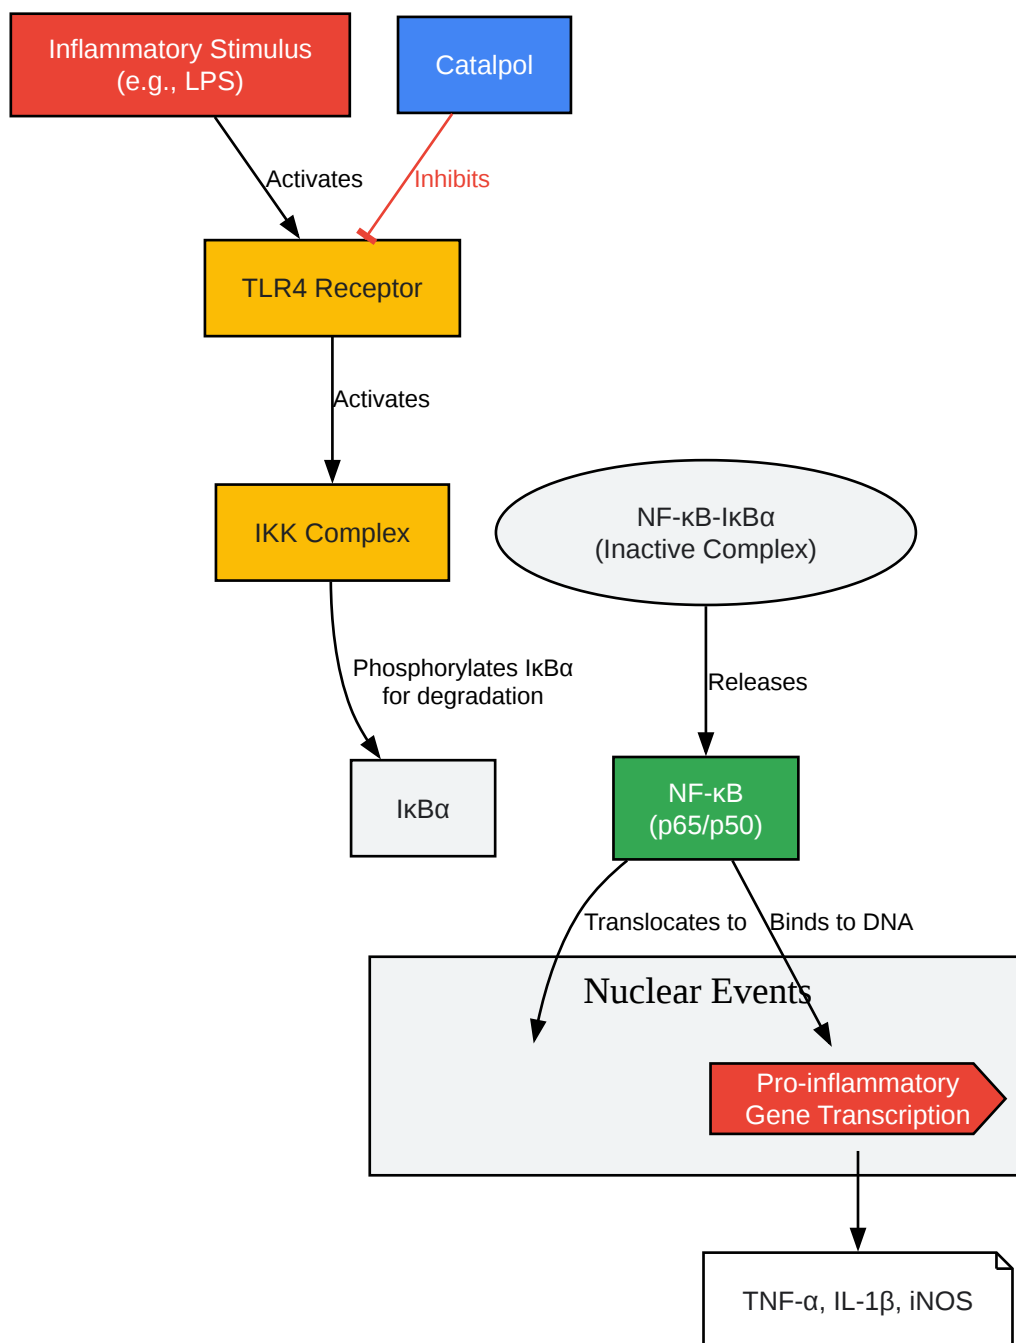 Inflammatory Stimulus
(e.g., LPS)
Catalpol
Activates
Inhibits
TLR4 Receptor
Activates
IKK Complex
NF-κB-IκBα
(Inactive Complex)
Phosphorylates IκBα
for degradation
Releases
IκBα
NF-κB
(p65/p50)
Translocates to
Binds to DNA
Nuclear Events
Pro-inflammatory
Gene Transcription
TNF-α, IL-1β, iNOS